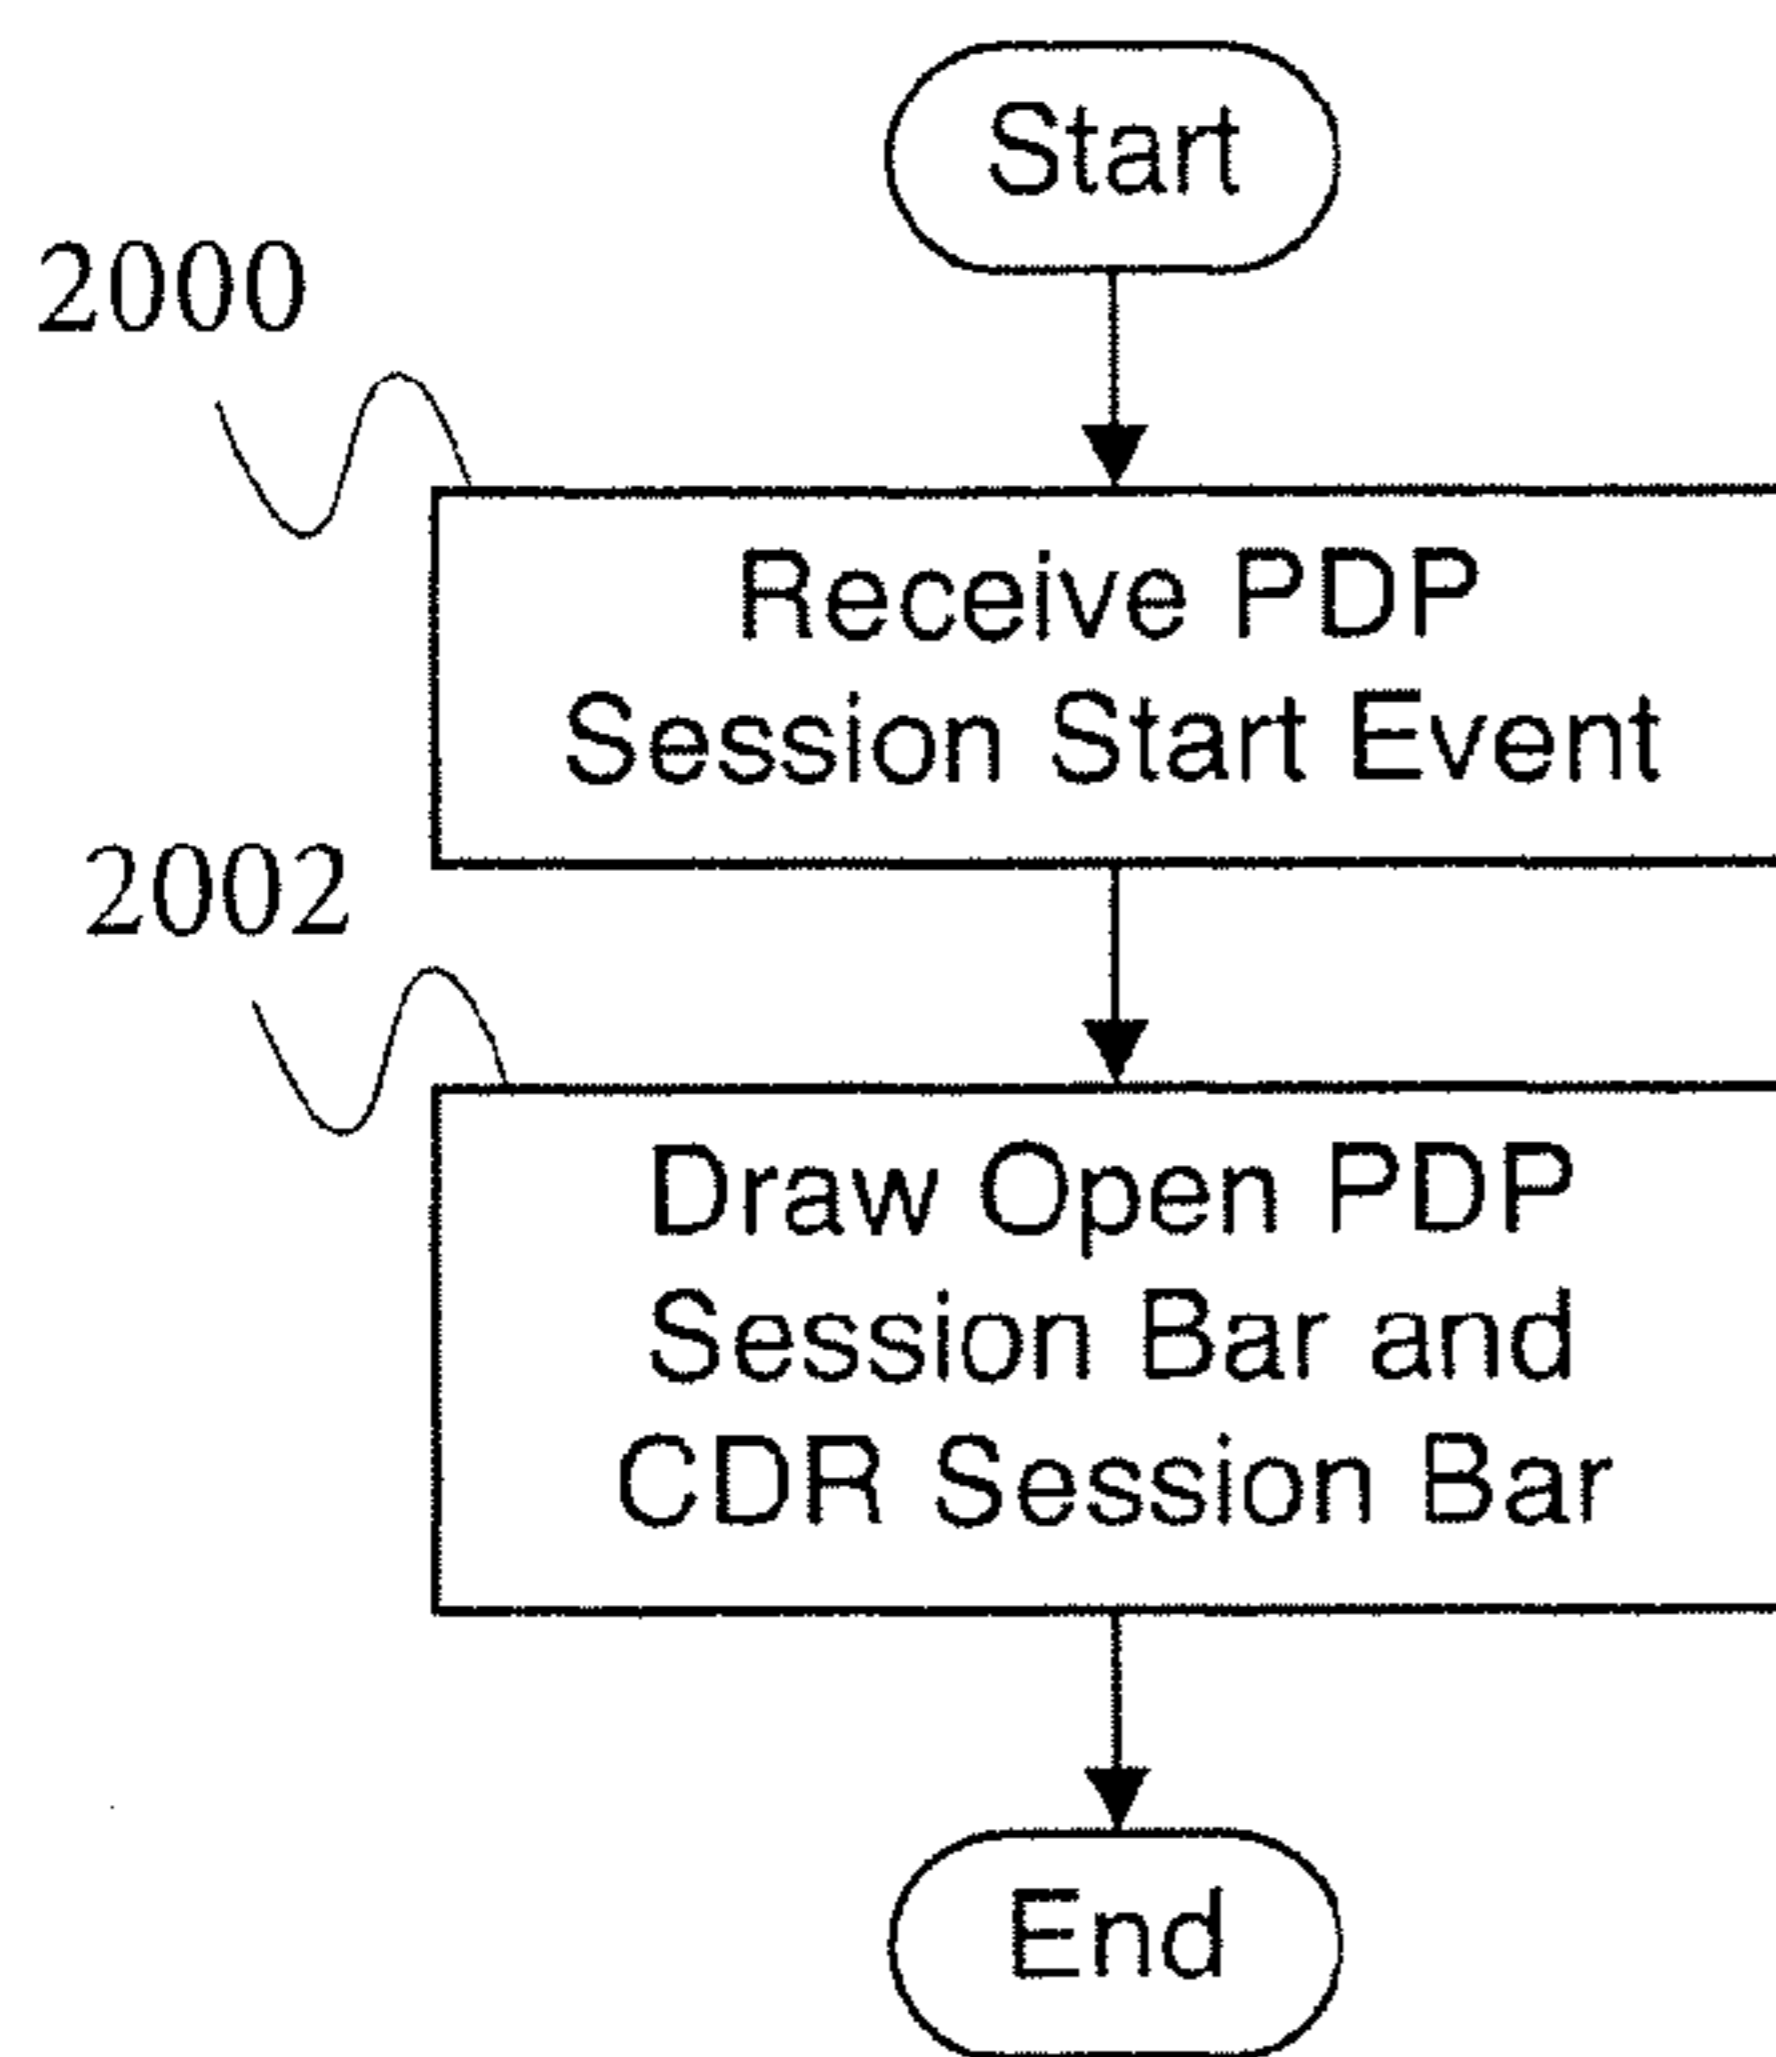 Start
2000
Receive PDP
Session Start Event
2002
Draw Open PDP
Session Bar and
CDR Session Bar
End